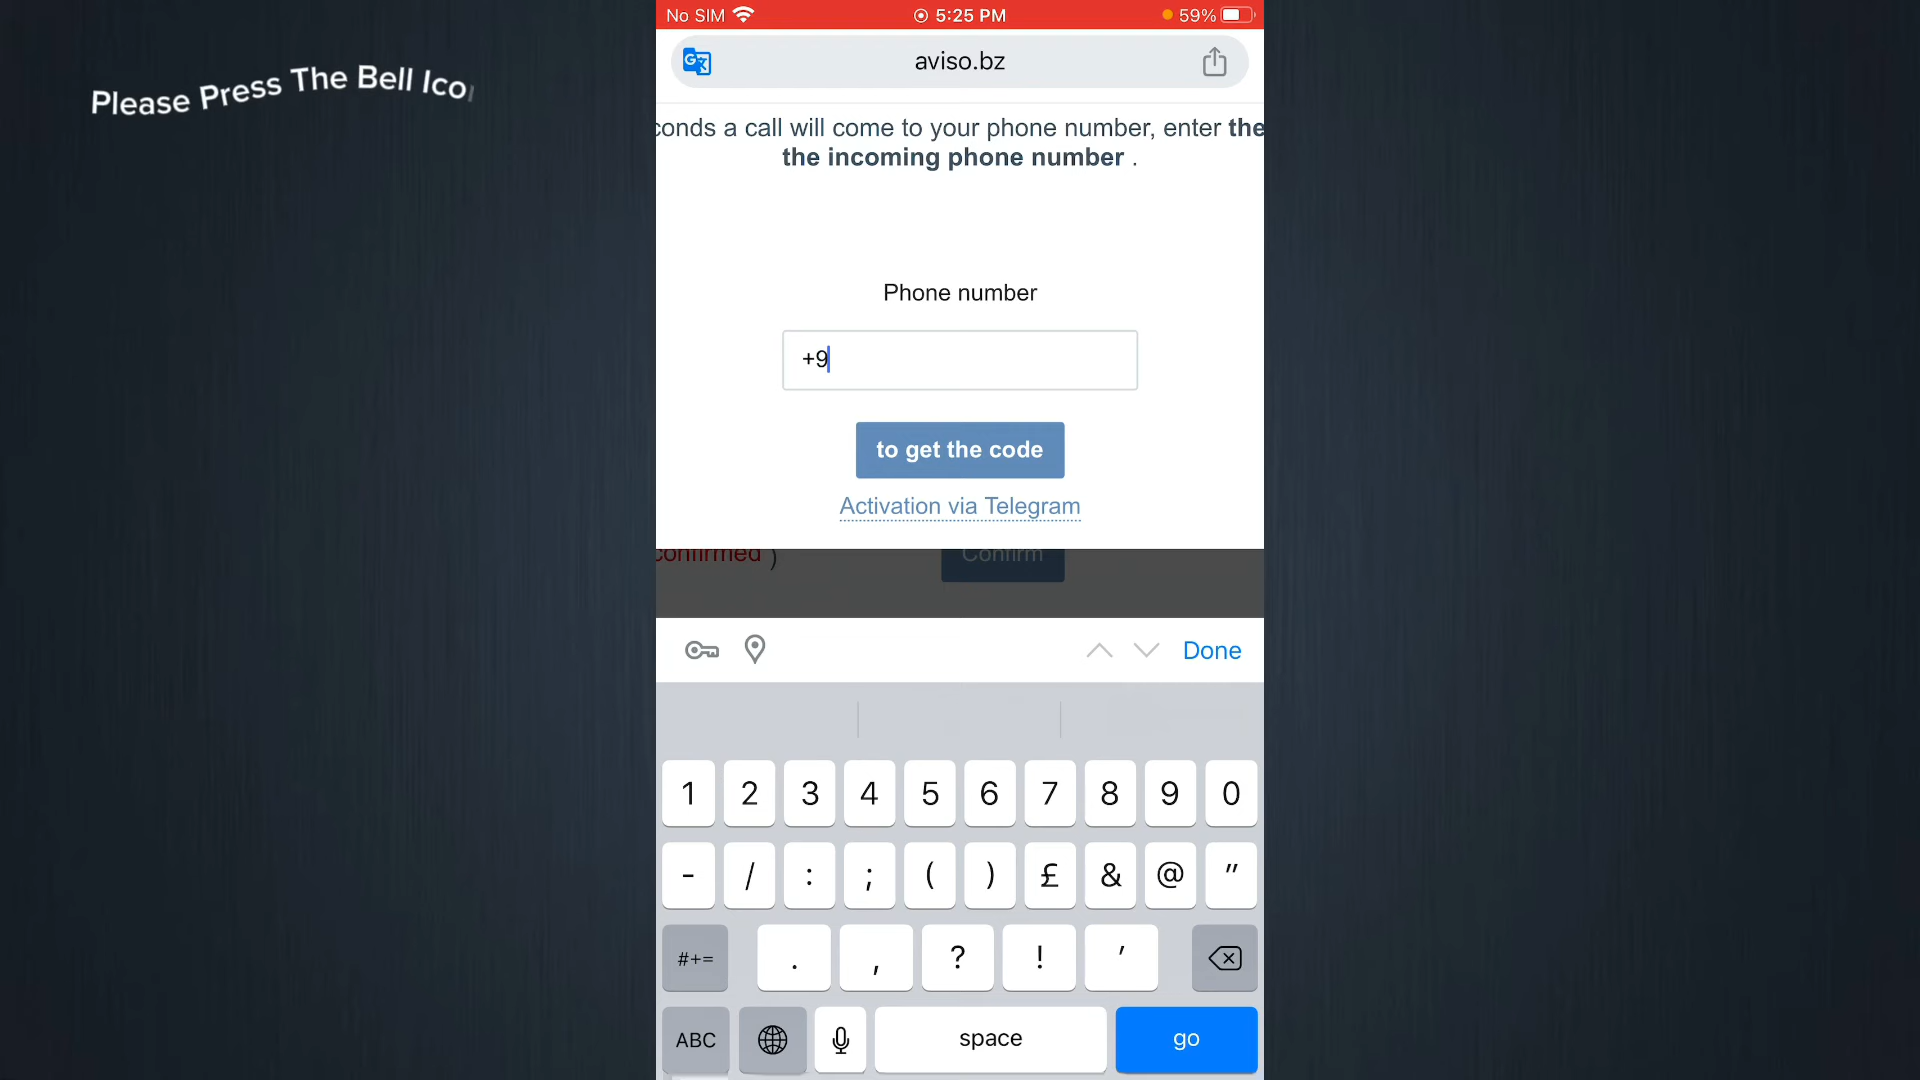 Please Press The Bell Ico
No SIM
5:25 PM
59%
aviso.bz
conds a call will come to your phone number, enter the
the incoming phone number .
Phone number
+9
to get the code
Activation via Telegram
confirmed )
Confirm
Done
1 2 3 4 5 6 7 8 9 0
- / : ; ( ) £ & @ "
#+= . , ? ! '
ABC space go